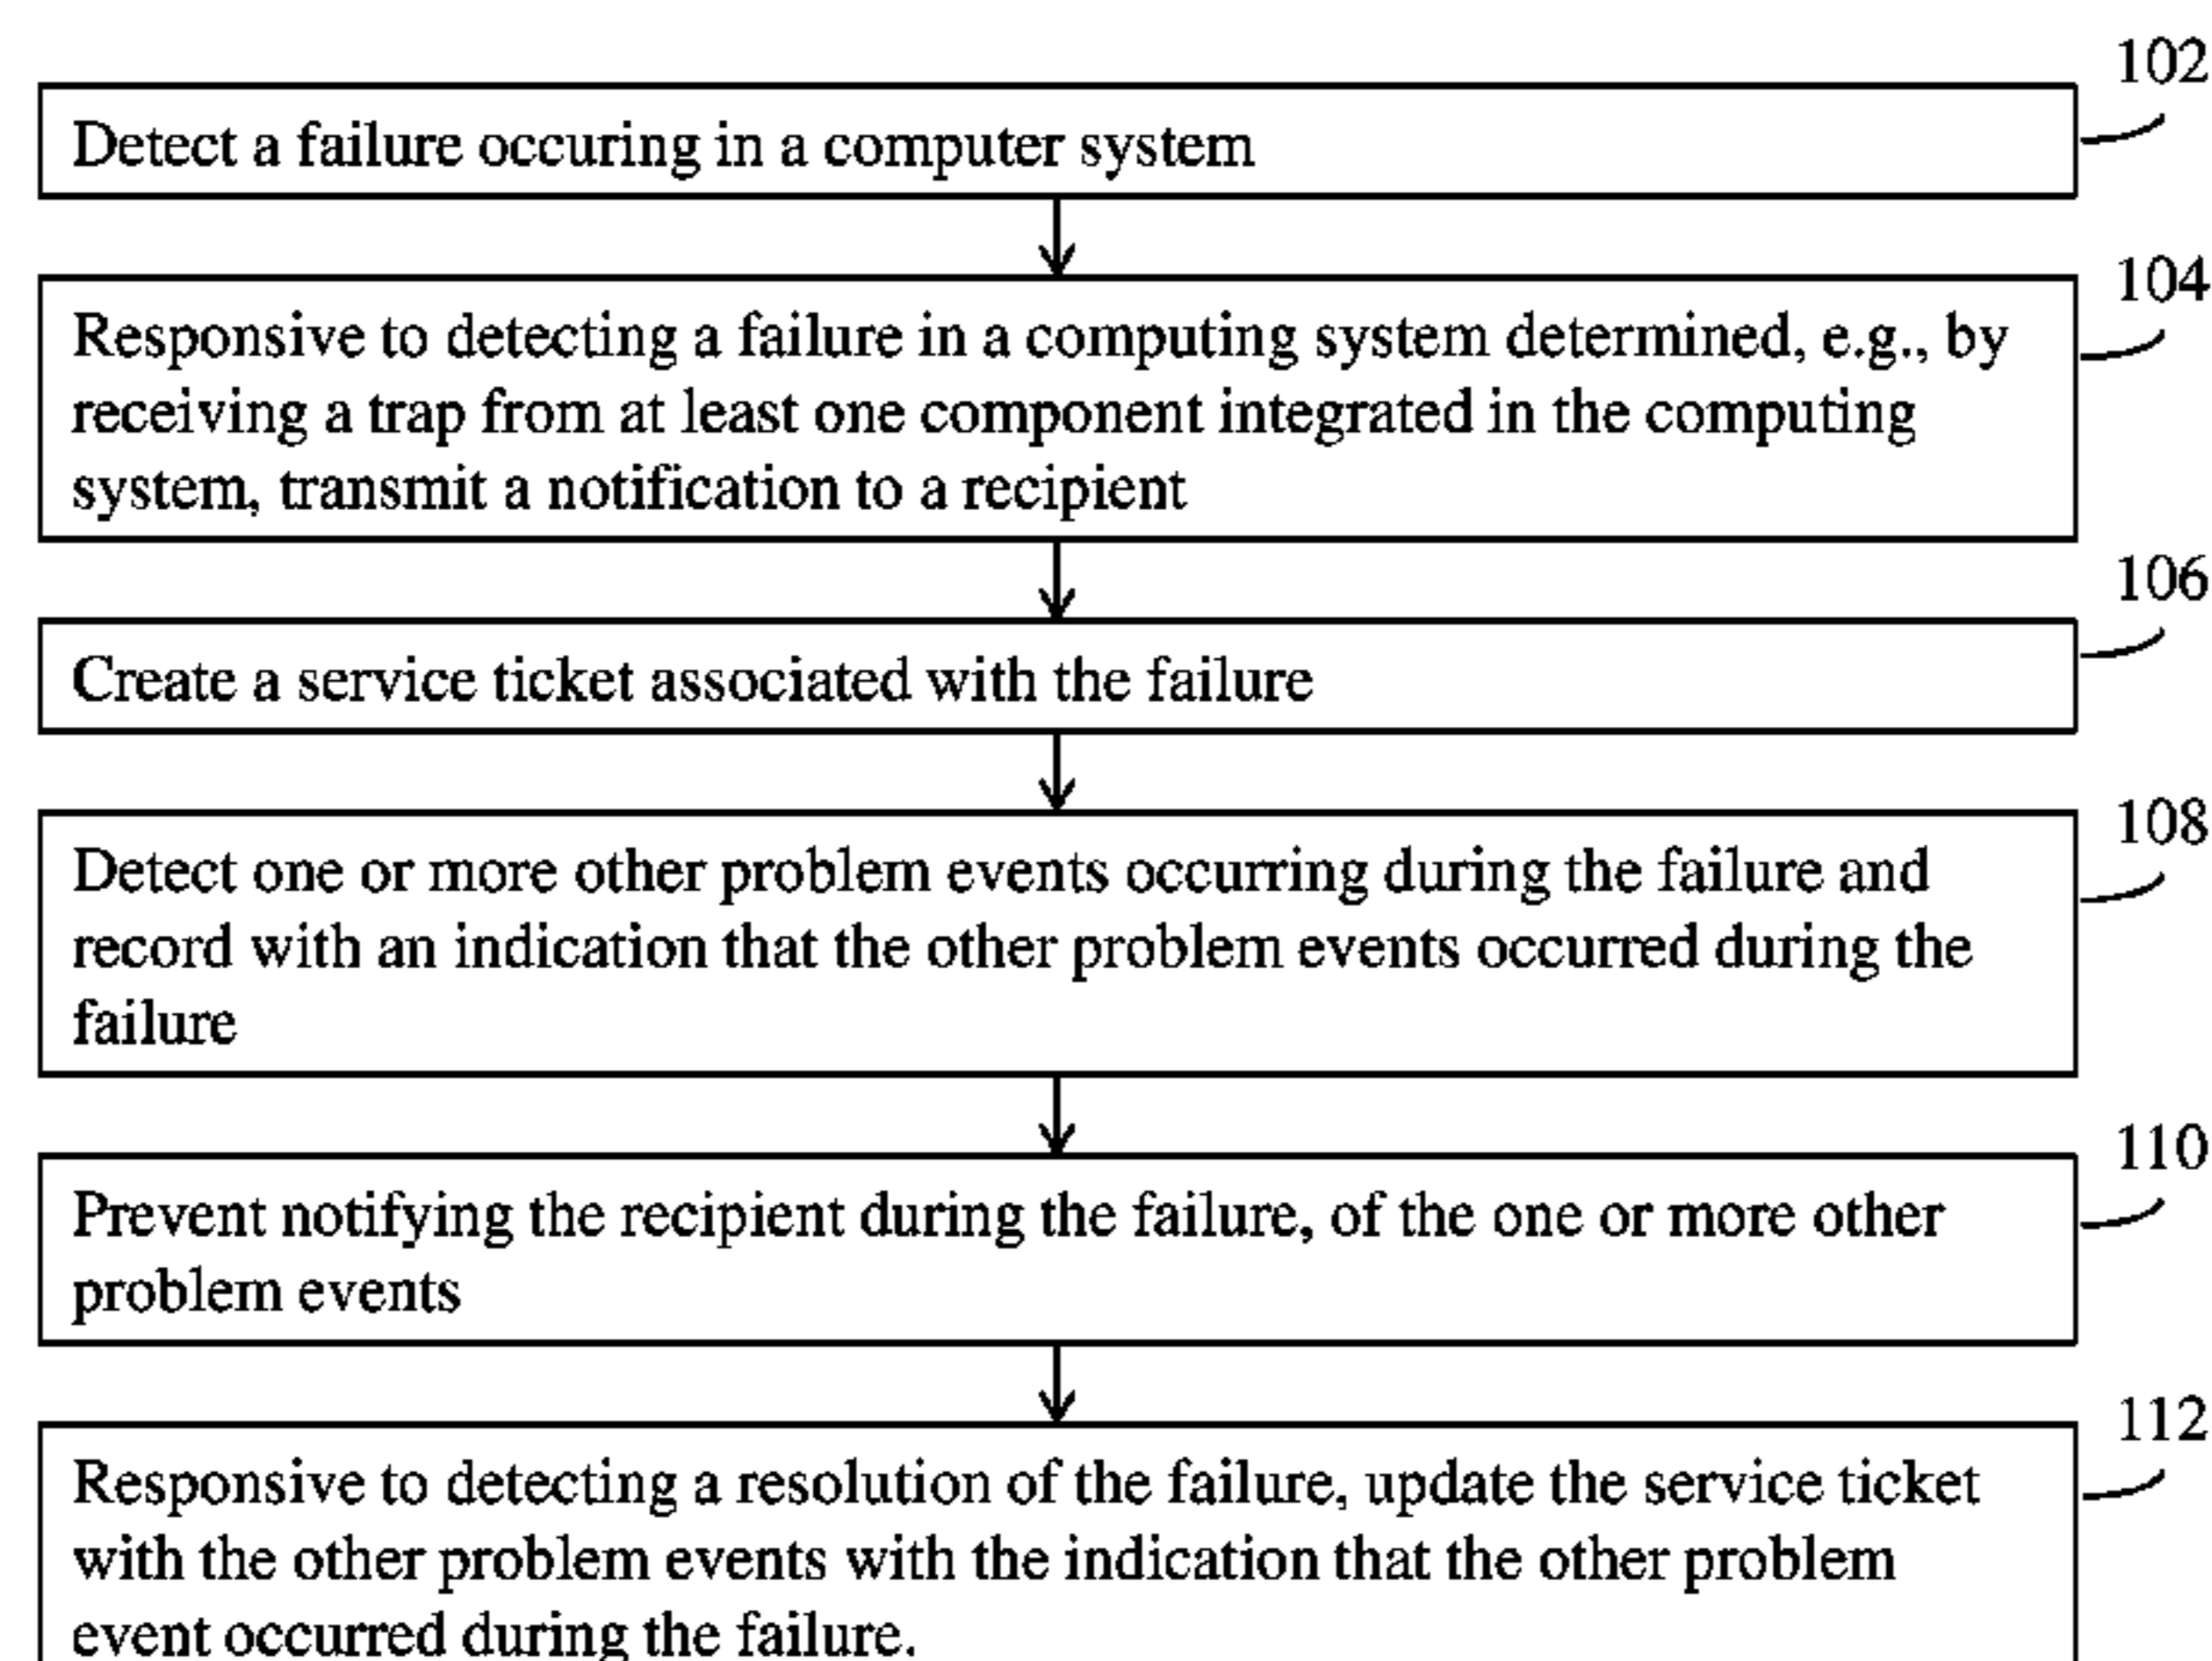 102
Detect a failure occuring in a computer system
104
Responsive to detecting a failure in a computing system determined, e.g., by
receiving a trap from at least one component integrated in the computing
system, transmit a notification to a recipient
106
Create a service ticket associated with the failure
108
Detect one or more other problem events occurring during the failure and
record with an indication that the other problem events occurred during the
failure
110
Prevent notifying the recipient during the failure, of the one or more other
problem events
112
Responsive to detecting a resolution of the failure, update the service ticket
with the other problem events with the indication that the other problem
event occurred during the failure.